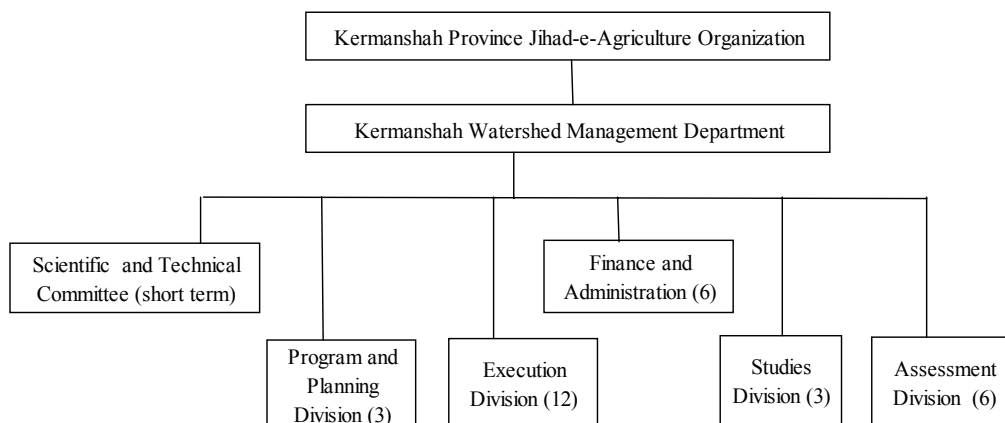 Kermanshah Province Jihad-e-Agriculture Organization
Kermanshah Watershed Management Department
Scientific and Technical
Committee (short term)
Finance and
Administration (6)
Program and
Planning
Division (3)
Execution
Division (12)
Studies
Division (3)
Assessment
Division (6)